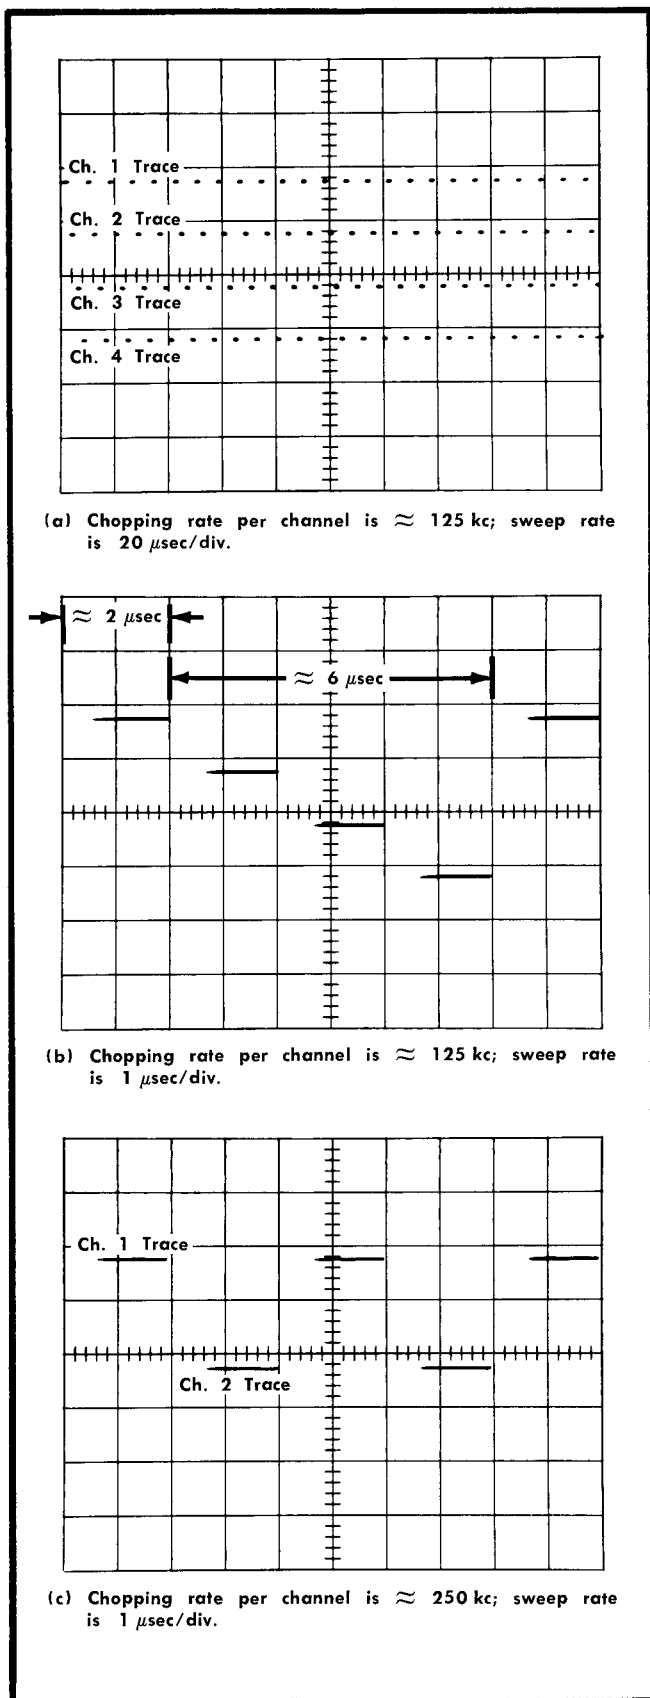 Ch. 1 Trace
Ch. 2 Trace
Ch. 3 Trace
Ch. 4 Trace
(a) Chopping rate per channel is ≈ 125 kc; sweep rate
is 20 μsec/div.
≈ 2 μsec
≈ 6 μsec
(b) Chopping rate per channel is ≈ 125 kc; sweep rate
is 1 μsec/div.
Ch. 1 Trace
Ch. 2 Trace
(c) Chopping rate per channel is ≈ 250 kc; sweep rate
is 1 μsec/div.